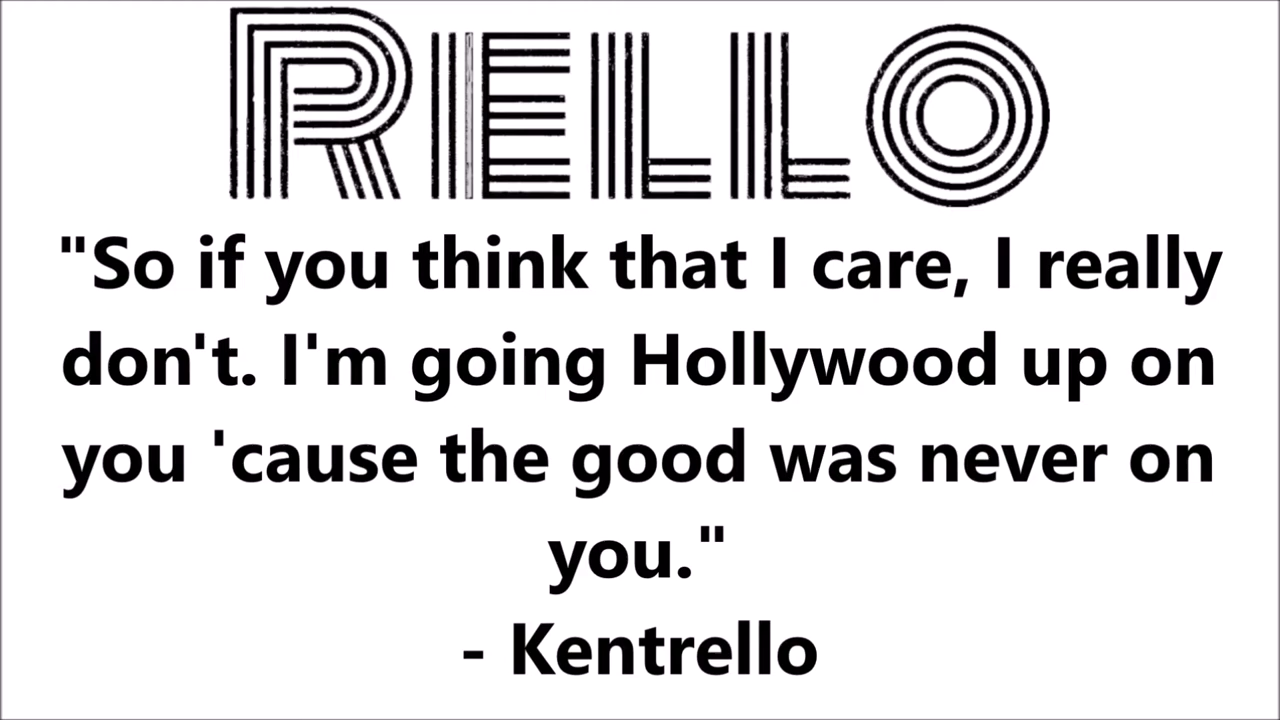 RELLO
"So if you think that I care, I really
don't. I'm going Hollywood up on
you 'cause the good was never on
you."
- Kentrello